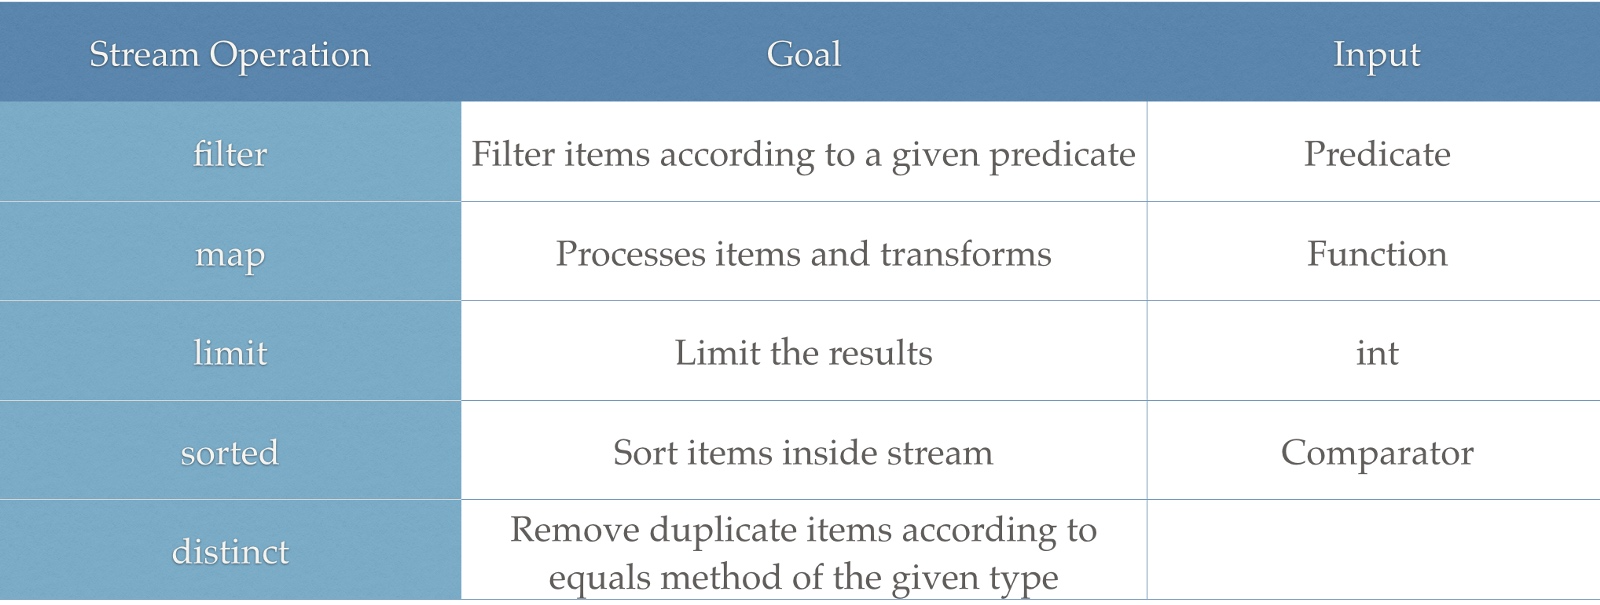 Stream Operation Goal Input
filter Filter items according to a given predicate Predicate
map Processes items and transforms Function
limit Limit the results int
sorted Sort items inside stream Comparator
distinct Remove duplicate items according to
equals method of the given type